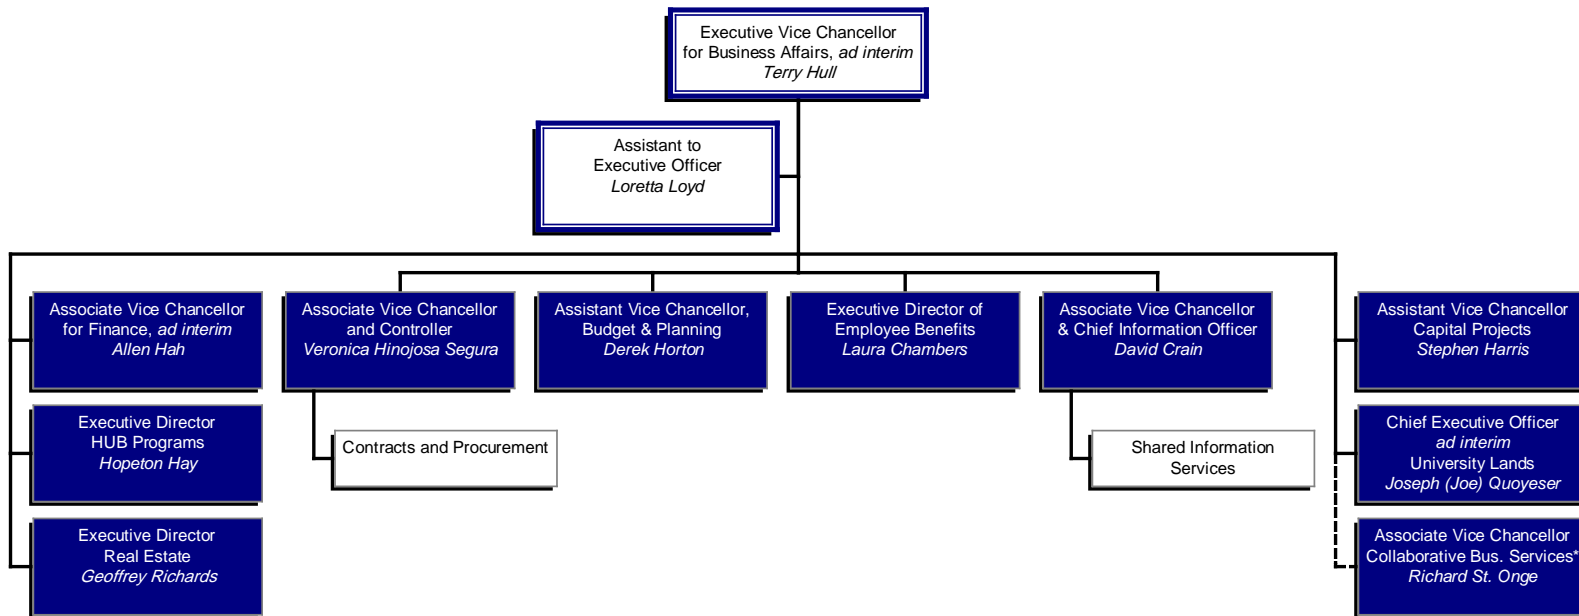 Executive Vice Chancellor
for Business Affairs, ad interim
Terry Hull
Assistant to
Executive Officer
Loretta Loyd
Associate Vice Chancellor
for Finance, ad interim
Allen Hah
Associate Vice Chancellor
and Controller
Veronica Hinojosa Segura
Assistant Vice Chancellor,
Budget & Planning
Derek Horton
Executive Director of
Employee Benefits
Laura Chambers
Associate Vice Chancellor
& Chief Information Officer
David Crain
Assistant Vice Chancellor
Capital Projects
Stephen Harris
Executive Director
HUB Programs
Hopeton Hay
Contracts and Procurement
Shared Information
Services
Chief Executive Officer
ad interim
University Lands
Joseph (Joe) Quoyeser
Executive Director
Real Estate
Geoffrey Richards
Associate Vice Chancellor
Collaborative Bus. Services*
Richard St. Onge